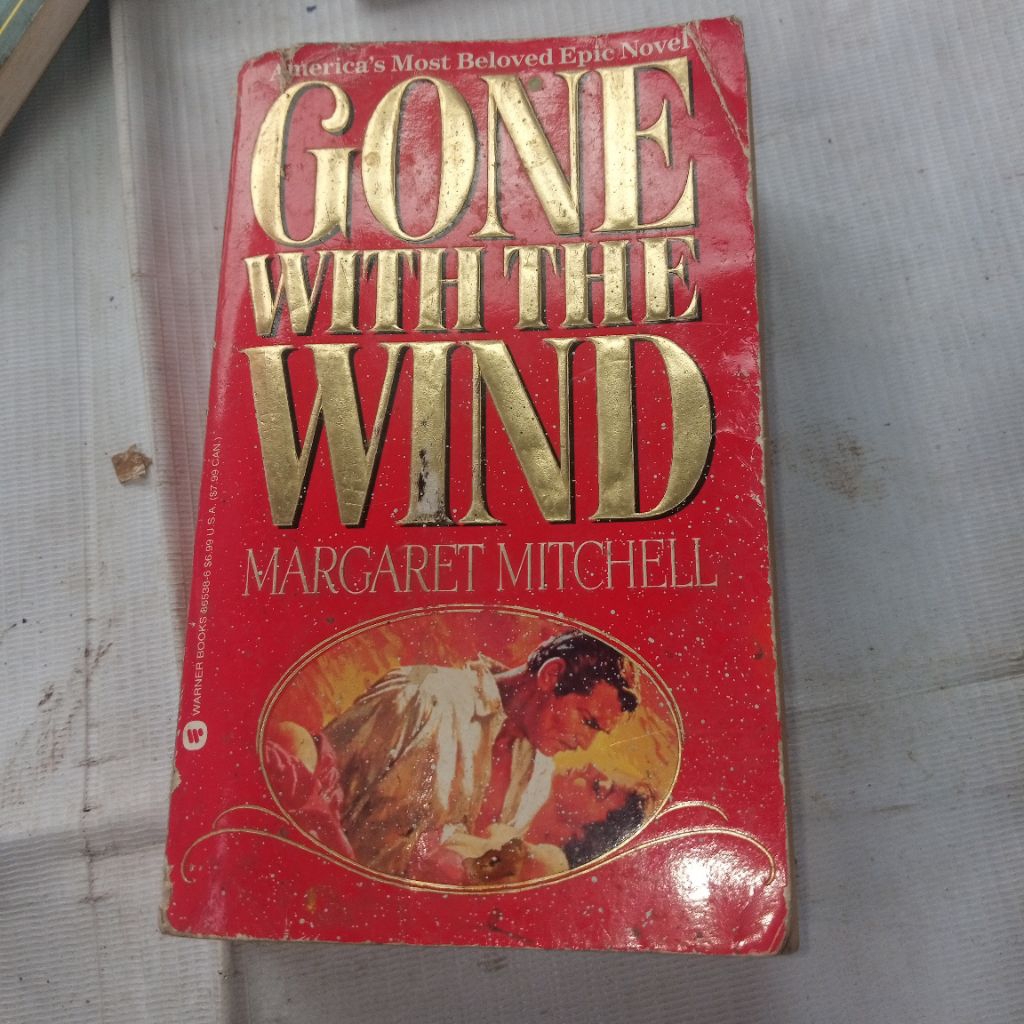 America's Most Beloved Epic Novel
GONE
WITH THE
WIND
MARGARET MITCHELL
WARNER BOOKS 86538-6 $6.99 U.S.A. ($7.99 CAN.)